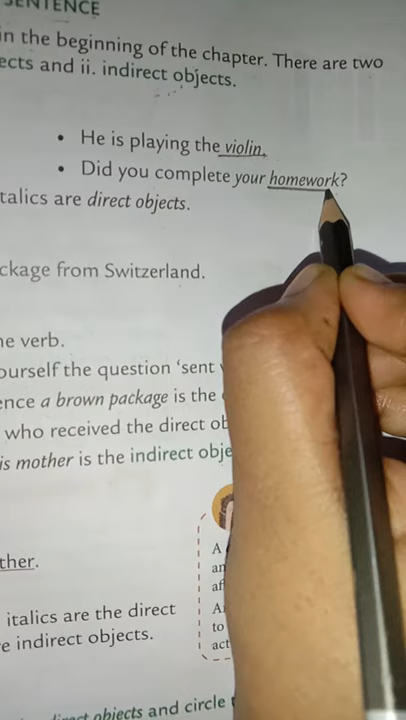 SENTENCE
in the beginning of the chapter. There are two
ects and ii. indirect objects.
• He is playing the violin.
• Did you complete your homework?
talics are direct objects.
ckage from Switzerland.
he verb.
ourself the question 'sent
ence a brown package is the
who received the direct ob
is mother is the indirect obje
ther.
A
an
af
italics are the direct
A
to
e indirect objects.
act
direct objects and circle